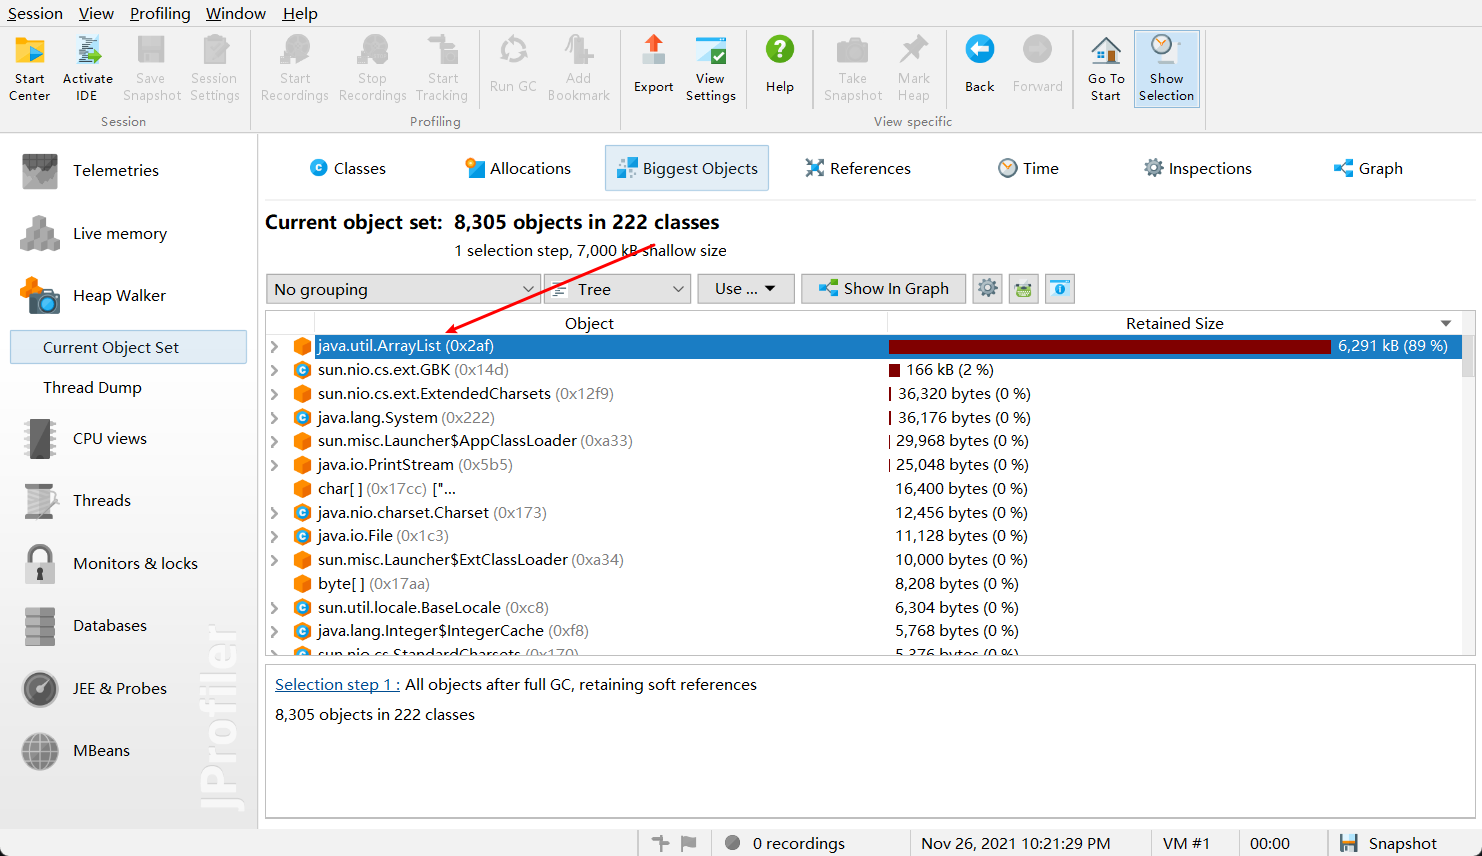 Session View Profiling Window Help
Start Center
Activate IDE
Save Snapshot
Session Settings
Start Recordings
Stop Recordings
Start Tracking
Run GC
Add Bookmark
Export
View Settings
Help
Take Snapshot
Mark Heap
Back
Forward
Go To Start
Show Selection
Session
Profiling
View specific
Telemetries
Live memory
Heap Walker
Current Object Set
Thread Dump
CPU views
Threads
Monitors & locks
Databases
JEE & Probes
MBeans
JProfiler
Classes
Allocations
Biggest Objects
References
Time
Inspections
Graph
Current object set: 8,305 objects in 222 classes
1 selection step, 7,000 kB shallow size
No grouping
Tree
Use ...
Show In Graph
Object Retained Size
java.util.ArrayList (0x2af) 6,291 kB (89 %)
sun.nio.cs.ext.GBK (0x14d) 166 kB (2 %)
sun.nio.cs.ext.ExtendedCharsets (0x12f9) 36,320 bytes (0 %)
java.lang.System (0x222) 36,176 bytes (0 %)
sun.misc.Launcher$AppClassLoader (0xa33) 29,968 bytes (0 %)
java.io.PrintStream (0x5b5) 25,048 bytes (0 %)
char[ ] (0x17cc) ["... 16,400 bytes (0 %)
java.nio.charset.Charset (0x173) 12,456 bytes (0 %)
java.io.File (0x1c3) 11,128 bytes (0 %)
sun.misc.Launcher$ExtClassLoader (0xa34) 10,000 bytes (0 %)
byte[ ] (0x17aa) 8,208 bytes (0 %)
sun.util.locale.BaseLocale (0xc8) 6,304 bytes (0 %)
java.lang.Integer$IntegerCache (0xf8) 5,768 bytes (0 %)
sun.nio.cs.StandardCharsets (0x170) 5,376 bytes (0 %)
Selection step 1 : All objects after full GC, retaining soft references
8,305 objects in 222 classes
0 recordings
Nov 26, 2021 10:21:29 PM
VM #1
00:00
Snapshot